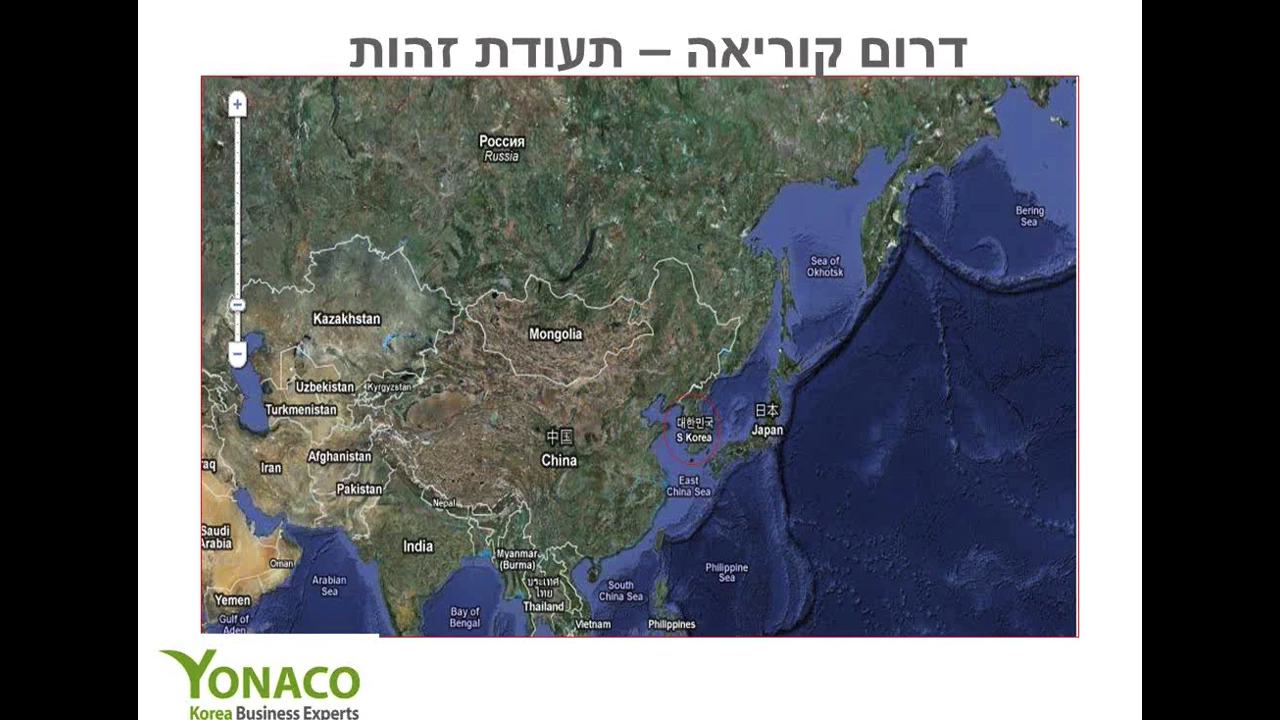 דרום קוריאה – תעודת זהות
Россия
Russia
Bering
Sea
Sea of
Okhotsk
Kazakhstan
Mongolia
Uzbekistan
Kyrgyzstan
Turkmenistan
日本
Japan
대한민국
S Korea
中国
China
Afghanistan
raq
Iran
Pakistan
East
China Sea
Nepal
Saudi
Arabia
India
Myanmar
(Burma)
Oman
Philippine
Sea
Arabian
Sea
ประเทศ
ไทย
Thailand
South
China Sea
Yemen
Bay of
Bengal
Gulf of
Aden
Vietnam
Philippines
YONACO
Korea Business Experts